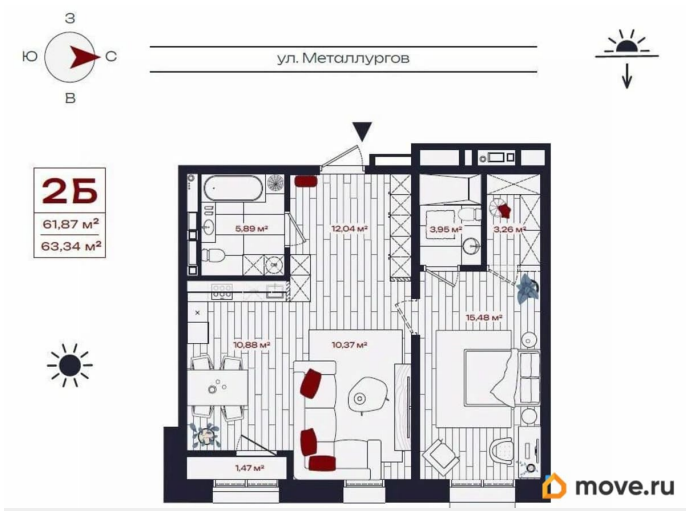 З
Ю
С
В
ул. Металлургов
2Б
61,87 м²
63,34 м²
5,89 м²
12,04 м²
3,95 м²
3,26 м²
15,48 м²
10,88 м²
10,37 м²
1,47 м²
move.ru